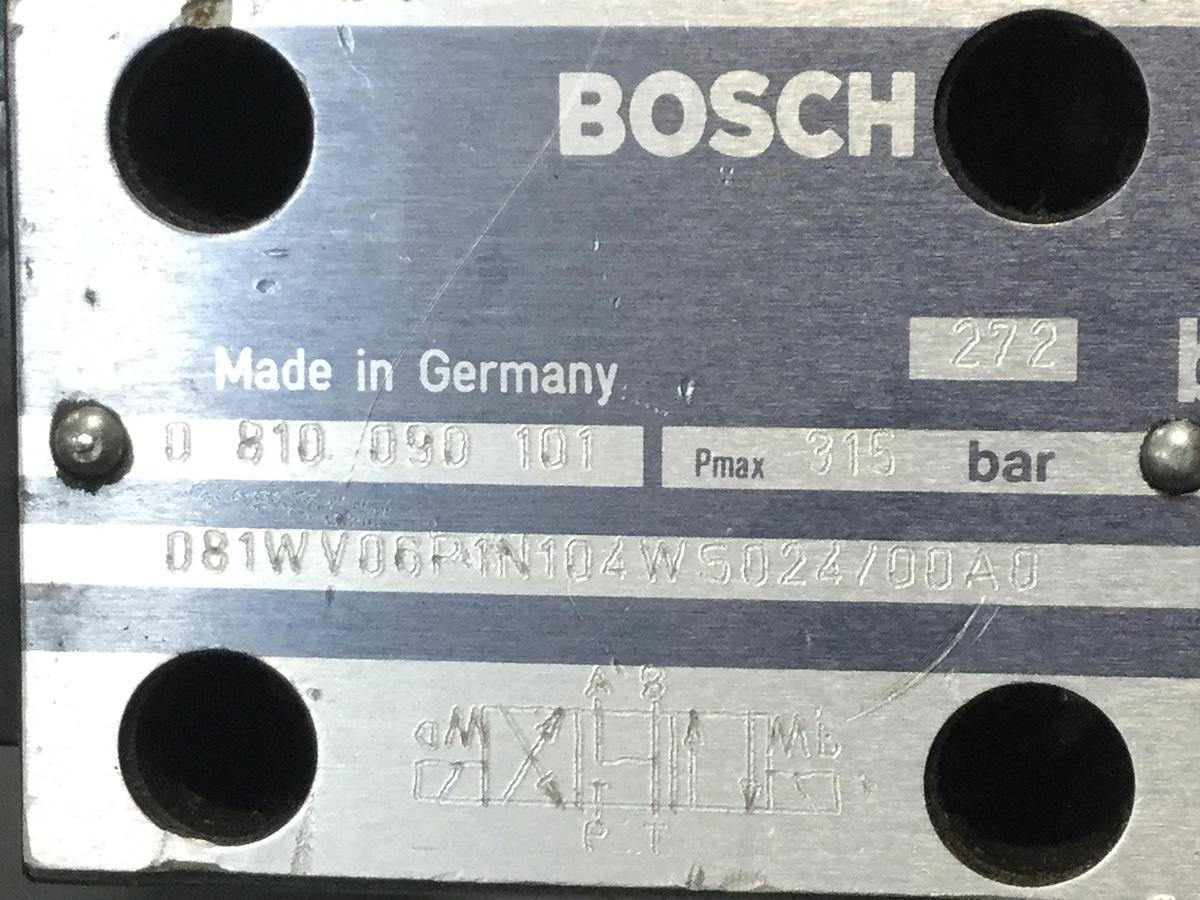 BOSCH
272
Made in Germany
0 810 090 101
Pmax 315 bar
081WV06P1N104WS024/00A0
A B
a W W b
P T